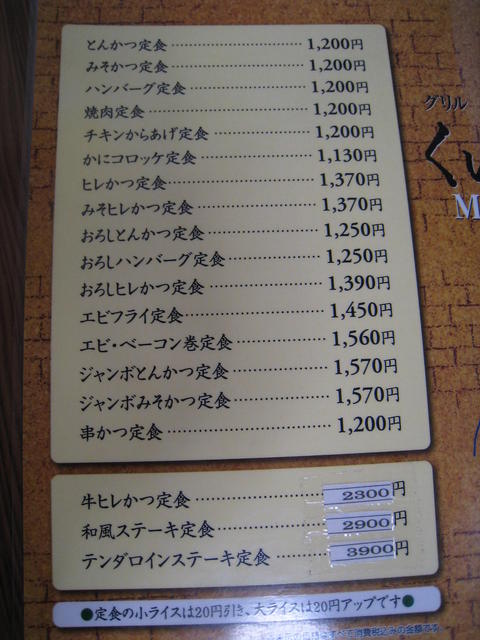 とんかつ定食 1,200円
みそかつ定食 1,200円
ハンバーグ定食 1,200円
焼肉定食 1,200円
チキンからあげ定食 1,200円
かにコロッケ定食 1,130円
ヒレかつ定食 1,370円
みそヒレかつ定食 1,370円
おろしとんかつ定食 1,250円
おろしハンバーグ定食 1,250円
おろしヒレかつ定食 1,390円
エビフライ定食 1,450円
エビ・ベーコン巻定食 1,560円
ジャンボとんかつ定食 1,570円
ジャンボみそかつ定食 1,570円
串かつ定食 1,200円
牛ヒレかつ定食 2300円
和風ステーキ定食 2900円
テンダロインステーキ定食 3900円
●定食の小ライスは20円引き、大ライスは20円アップです●
すべて消費税込みの金額です
グリル
く
M